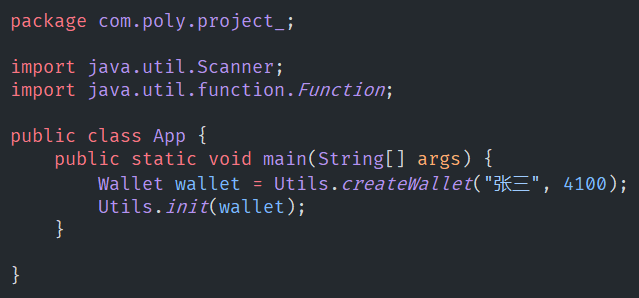 package com.poly.project_;
import java.util.Scanner;
import java.util.function.Function;
public class App {
public static void main(String[] args) {
Wallet wallet = Utils.createWallet("张三", 4100);
Utils.init(wallet);
}
}